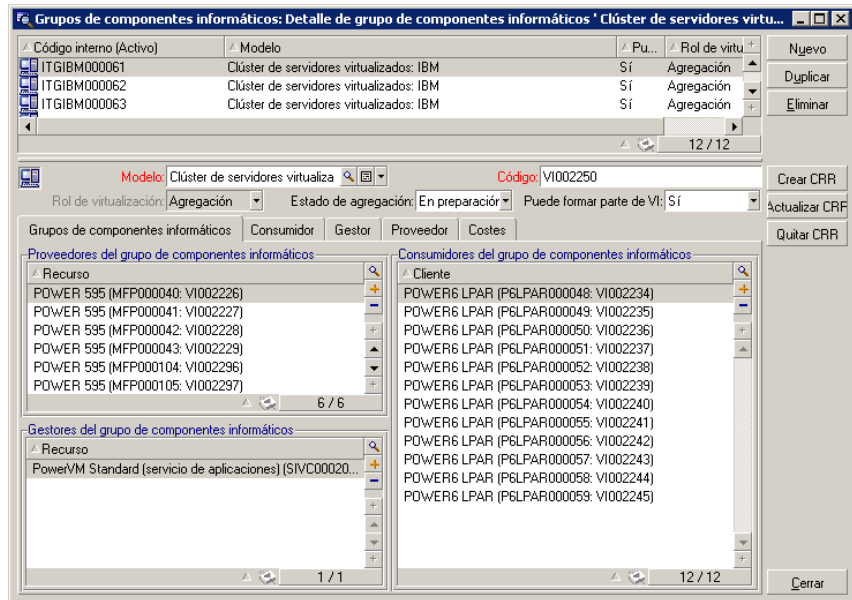 Grupos de componentes informáticos: Detalle de grupo de componentes informáticos ' Clúster de servidores virtu...
Código interno (Activo) Modelo Pu... Rol de virtu
ITGIBM000061 Clúster de servidores virtualizados: IBM Sí Agregación
ITGIBM000062 Clúster de servidores virtualizados: IBM Sí Agregación
ITGIBM000063 Clúster de servidores virtualizados: IBM Sí Agregación
12 / 12
Nuevo
Duplicar
Eliminar
Modelo: Clúster de servidores virtualiza Código: VI002250
Rol de virtualización: Agregación Estado de agregación: En preparación Puede formar parte de VI: Sí
Crear CRR
Actualizar CRR
Quitar CRR
Grupos de componentes informáticos Consumidor Gestor Proveedor Costes
Proveedores del grupo de componentes informáticos
Recurso
POWER 595 (MFP000040: VI002226)
POWER 595 (MFP000041: VI002227)
POWER 595 (MFP000042: VI002228)
POWER 595 (MFP000043: VI002229)
POWER 595 (MFP000104: VI002296)
POWER 595 (MFP000105: VI002297)
6 / 6
Gestores del grupo de componentes informáticos
Recurso
PowerVM Standard (servicio de aplicaciones) (SIVC00020...
1 / 1
Consumidores del grupo de componentes informáticos
Cliente
POWER6 LPAR (P6LPAR000048: VI002234)
POWER6 LPAR (P6LPAR000049: VI002235)
POWER6 LPAR (P6LPAR000050: VI002236)
POWER6 LPAR (P6LPAR000051: VI002237)
POWER6 LPAR (P6LPAR000052: VI002238)
POWER6 LPAR (P6LPAR000053: VI002239)
POWER6 LPAR (P6LPAR000054: VI002240)
POWER6 LPAR (P6LPAR000055: VI002241)
POWER6 LPAR (P6LPAR000056: VI002242)
POWER6 LPAR (P6LPAR000057: VI002243)
POWER6 LPAR (P6LPAR000058: VI002244)
POWER6 LPAR (P6LPAR000059: VI002245)
12 / 12
Cerrar